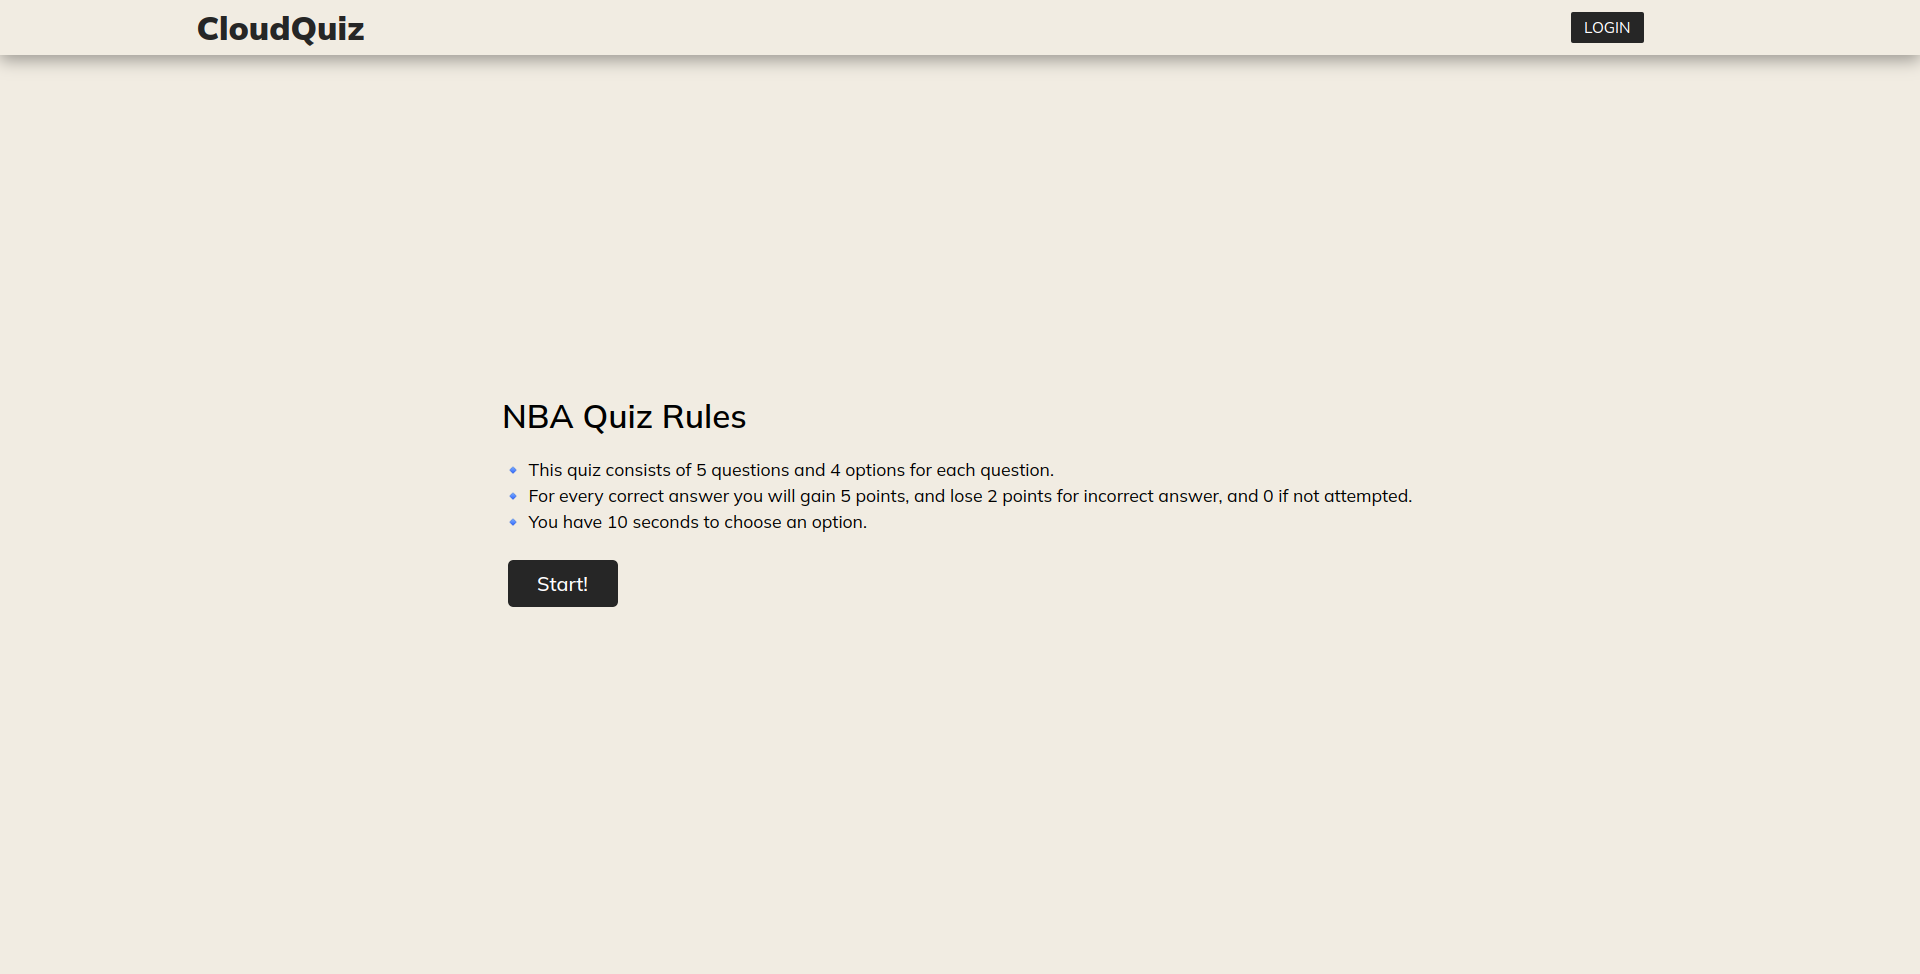 CloudQuiz
LOGIN
NBA Quiz Rules
This quiz consists of 5 questions and 4 options for each question.
For every correct answer you will gain 5 points, and lose 2 points for incorrect answer, and 0 if not attempted.
You have 10 seconds to choose an option.
Start!